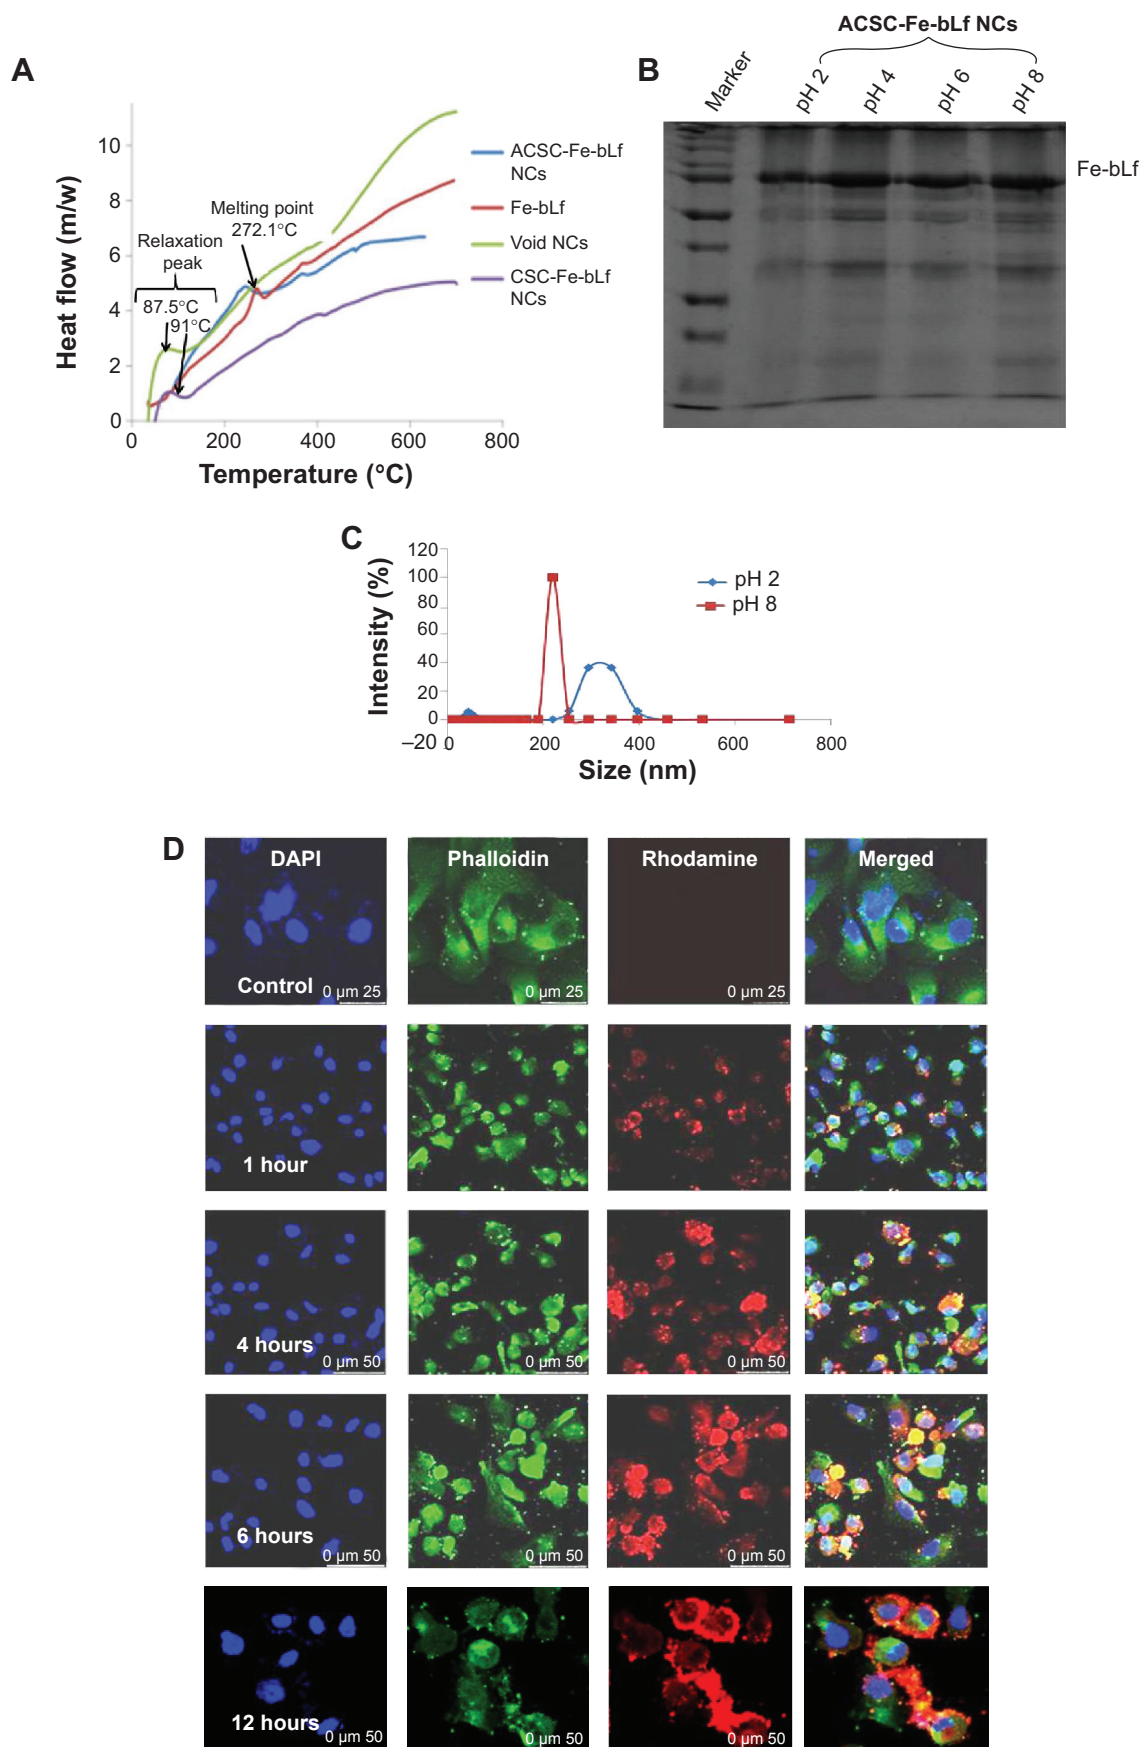 A
Heat flow (m/w)
10
8
6
4
2
0
0 200 400 600 800
Temperature (°C)
Relaxation
peak
87.5°C
91°C
Melting point
272.1°C
ACSC-Fe-bLf
NCs
Fe-bLf
Void NCs
CSC-Fe-bLf
NCs
B
ACSC-Fe-bLf NCs
Marker pH 2 pH 4 pH 6 pH 8
Fe-bLf
C
Intensity (%)
120
100
80
60
40
20
0
–20
0 200 400 600 800
Size (nm)
pH 2
pH 8
D
DAPI Phalloidin Rhodamine Merged
Control
0 µm 25 0 µm 25 0 µm 25
1 hour
4 hours
0 µm 50 0 µm 50 0 µm 50
6 hours
0 µm 50 0 µm 50 0 µm 50
12 hours
0 µm 50 0 µm 50 0 µm 50